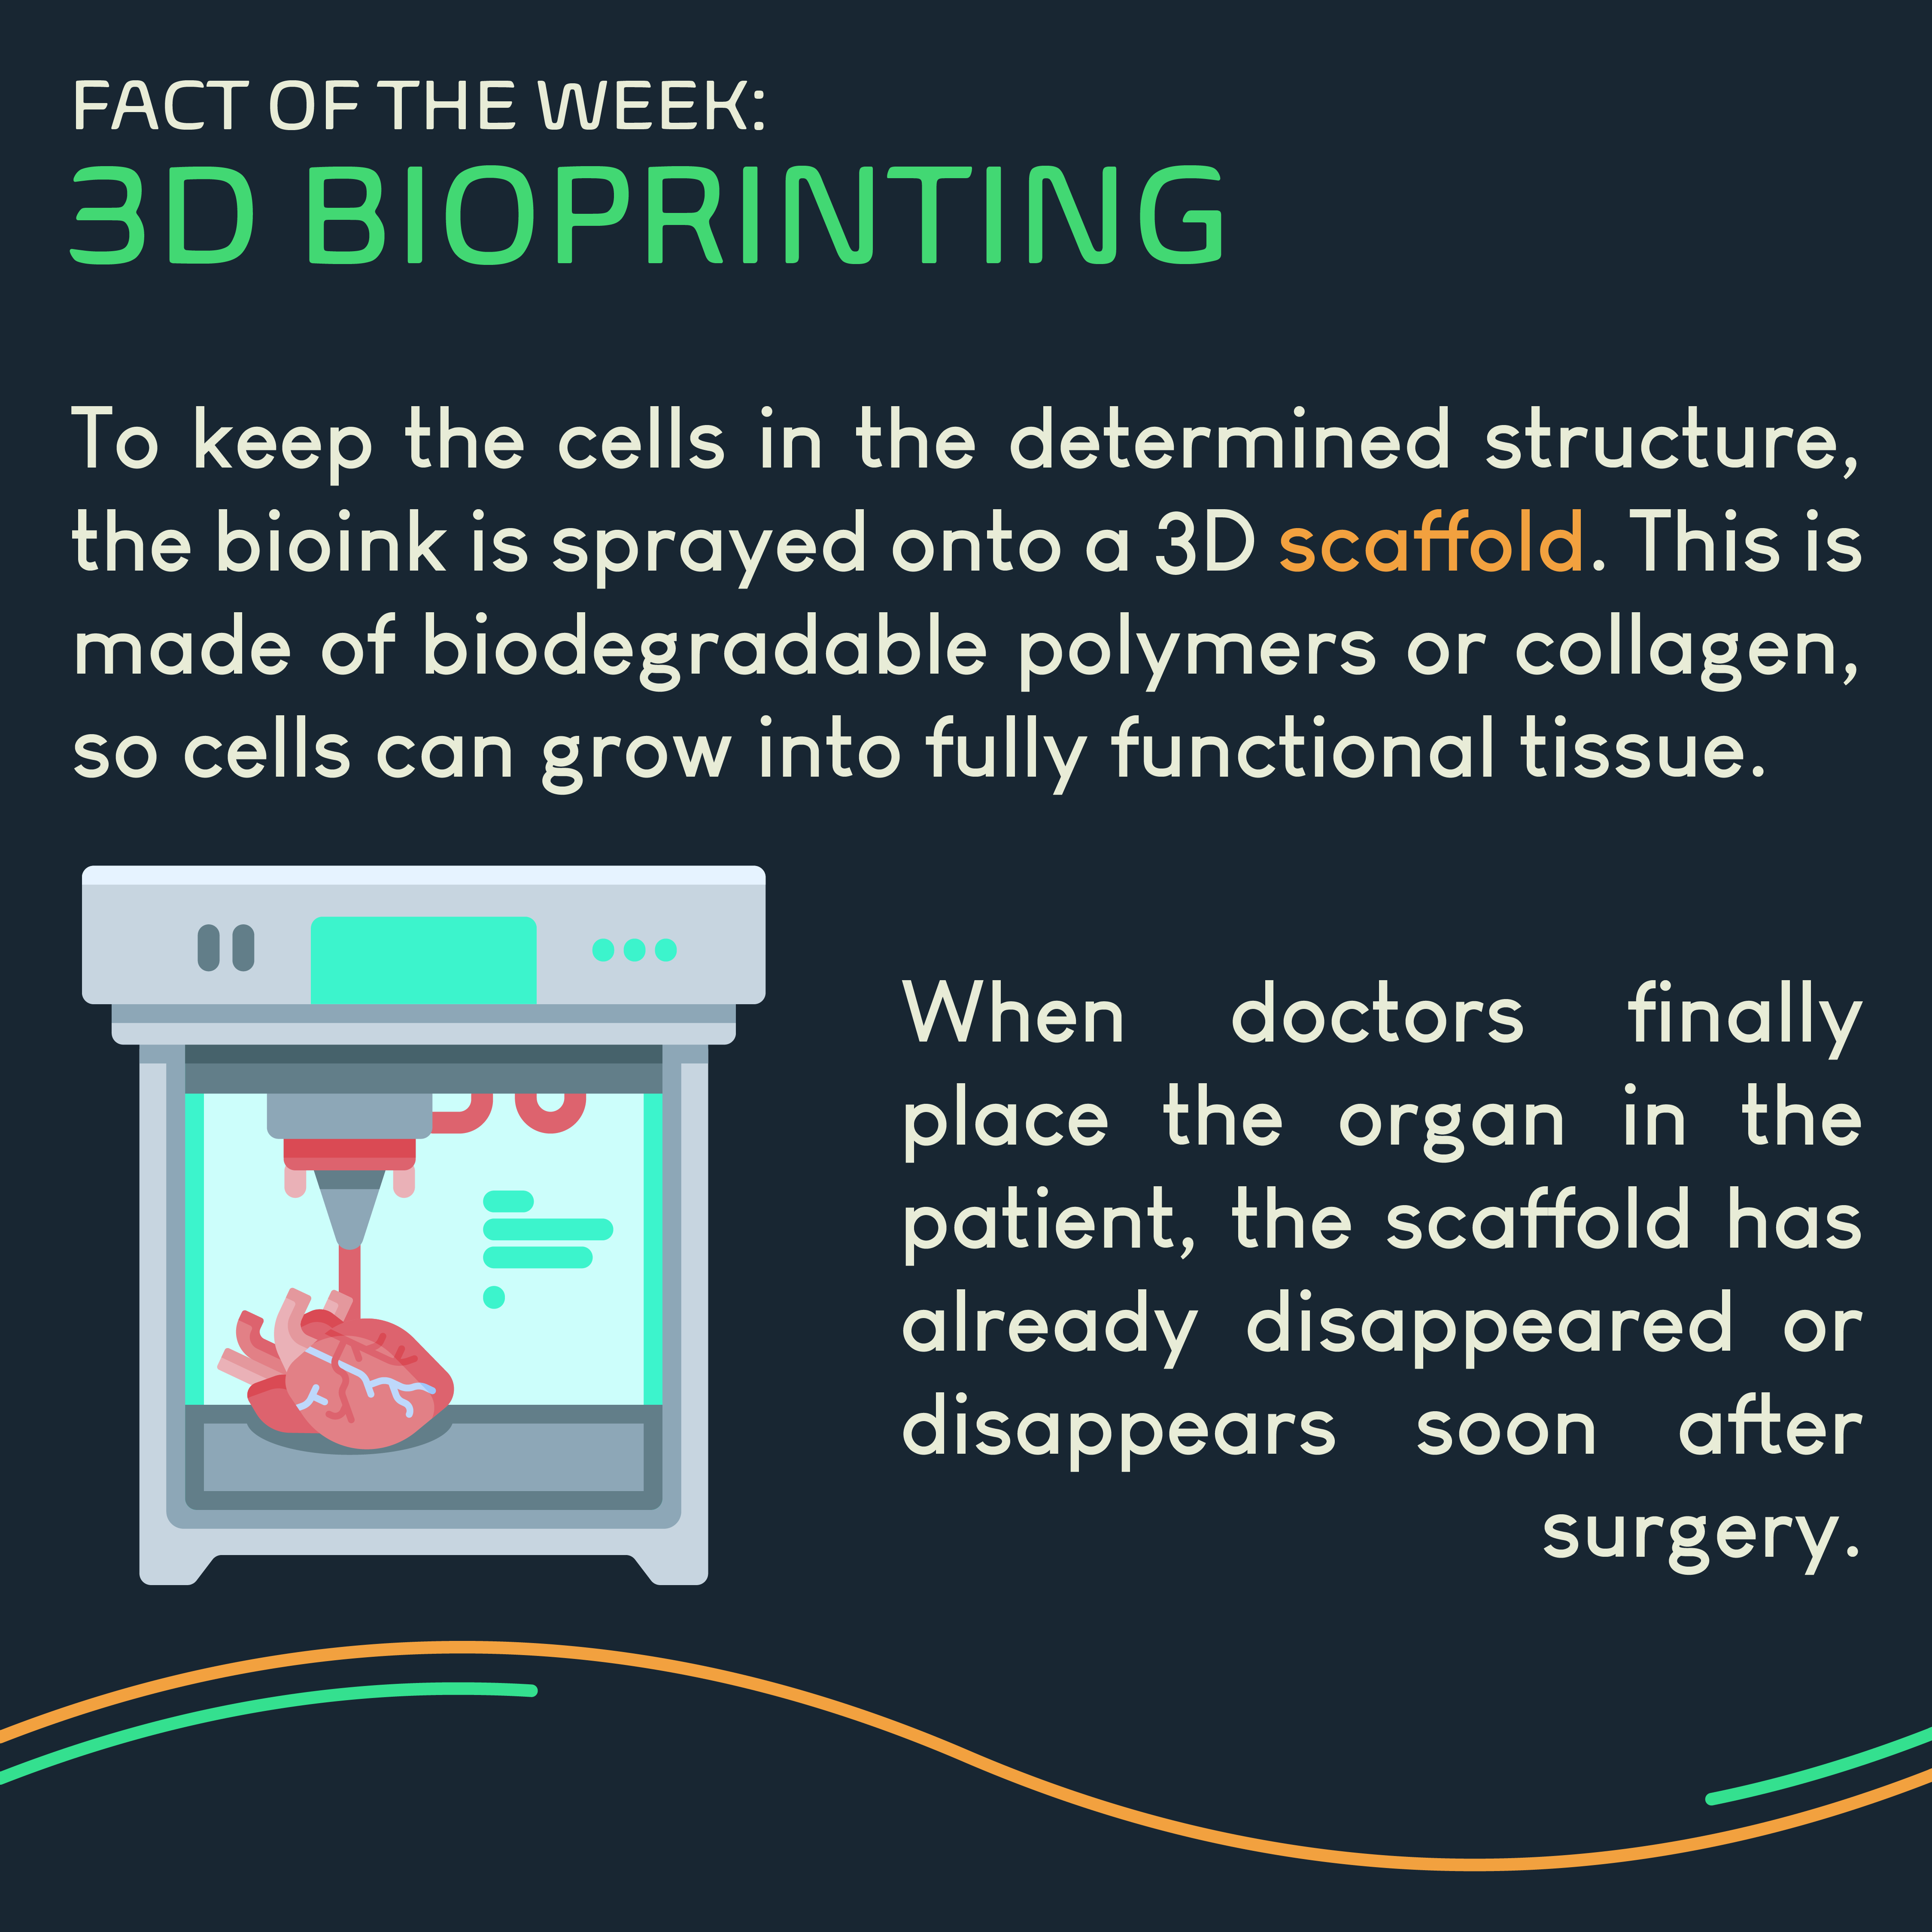 FACT OF THE WEEK:
3D BIOPRINTING
To keep the cells in the determined structure,
the bioink is sprayed onto a 3D scaffold. This is
made of biodegradable polymers or collagen,
so cells can grow into fully functional tissue.
When doctors finally
place the organ in the
patient, the scaffold has
already disappeared or
disappears soon after
surgery.